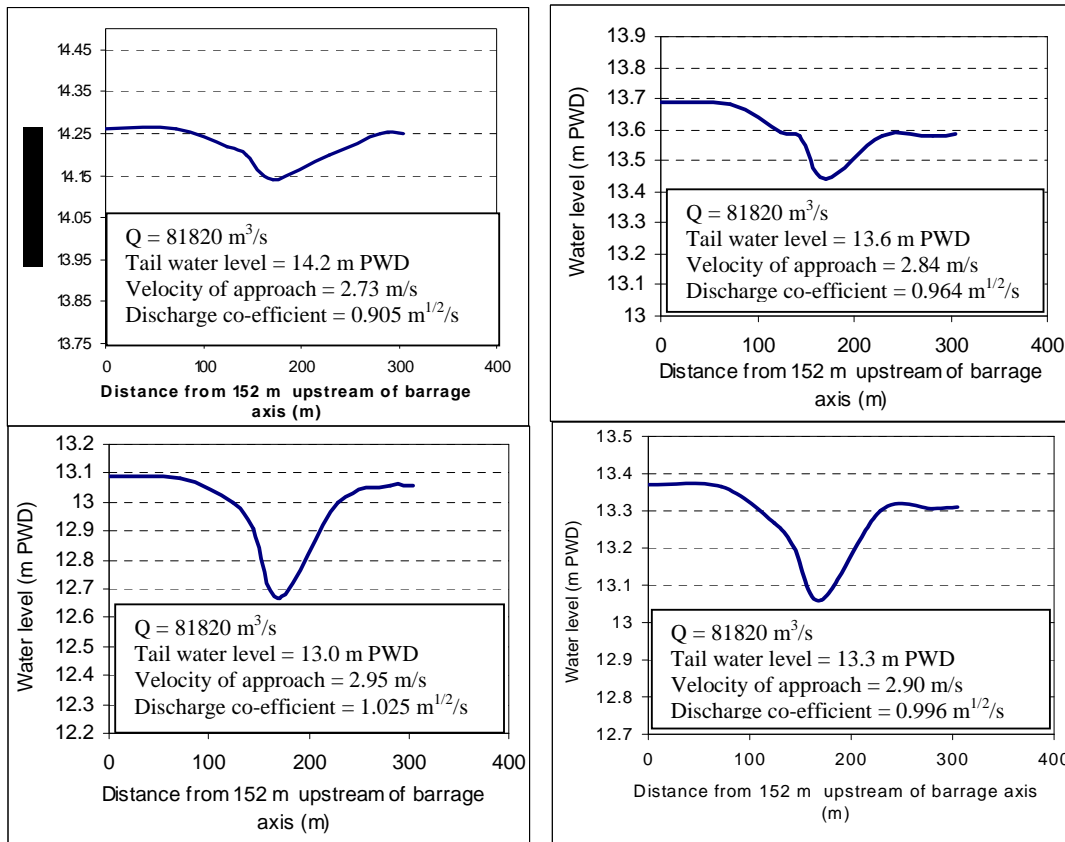 14.45
14.35
14.25
14.15
14.05
13.95
13.85
13.75
Q = 81820 m³/s
Tail water level = 14.2 m PWD
Velocity of approach = 2.73 m/s
Discharge co-efficient = 0.905 m^1/2/s
0 100 200 300 400
Distance from 152 m upstream of barrage
axis (m)
Water level (m PWD)
13.9
13.8
13.7
13.6
13.5
13.4
13.3
13.2
13.1
13
Q = 81820 m³/s
Tail water level = 13.6 m PWD
Velocity of approach = 2.84 m/s
Discharge co-efficient = 0.964 m^1/2/s
0 100 200 300 400
Distance from 152 m upstream of barrage
axis (m)
Water level (m PWD)
13.2
13.1
13
12.9
12.8
12.7
12.6
12.5
12.4
12.3
12.2
Q = 81820 m³/s
Tail water level = 13.0 m PWD
Velocity of approach = 2.95 m/s
Discharge co-efficient = 1.025 m^1/2/s
0 100 200 300 400
Distance from 152 m upstream of barrage
axis (m)
Water level (m PWD)
13.5
13.4
13.3
13.2
13.1
13
12.9
12.8
12.7
Q = 81820 m³/s
Tail water level = 13.3 m PWD
Velocity of approach = 2.90 m/s
Discharge co-efficient = 0.996 m^1/2/s
0 100 200 300 400
Distance from 152 m upstream of barrage axis
(m)